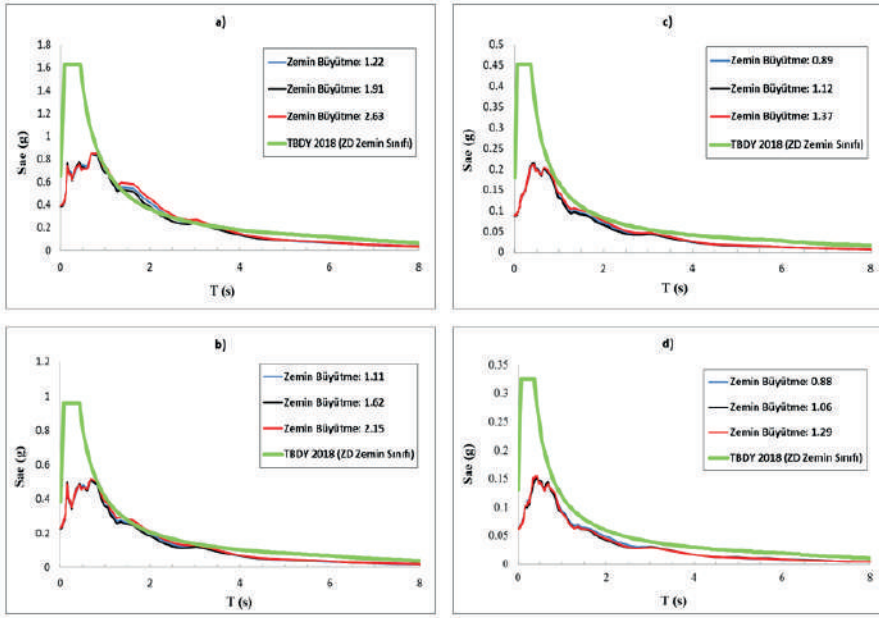 a)
Sae (g)
1.8
1.6
1.4
1.2
1
0.8
0.6
0.4
0.2
0
0 2 4 6 8
T (s)
Zemin Büyütme: 1.22
Zemin Büyütme: 1.91
Zemin Büyütme: 2.63
TBDY 2018 (ZD Zemin Sınıfı)
c)
Sae (g)
0.5
0.45
0.4
0.35
0.3
0.25
0.2
0.15
0.1
0.05
0
0 2 4 6 8
T (s)
Zemin Büyütme: 0.89
Zemin Büyütme: 1.12
Zemin Büyütme: 1.37
TBDY 2018 (ZD Zemin Sınıfı)
b)
Sae (g)
1.2
1
0.8
0.6
0.4
0.2
0
0 2 4 6 8
T (s)
Zemin Büyütme: 1.11
Zemin Büyütme: 1.62
Zemin Büyütme: 2.15
TBDY 2018 (ZD Zemin Sınıfı)
d)
Sae (g)
0.35
0.3
0.25
0.2
0.15
0.1
0.05
0
0 2 4 6 8
T (s)
Zemin Büyütme: 0.88
Zemin Büyütme: 1.06
Zemin Büyütme: 1.29
TBDY 2018 (ZD Zemin Sınıfı)